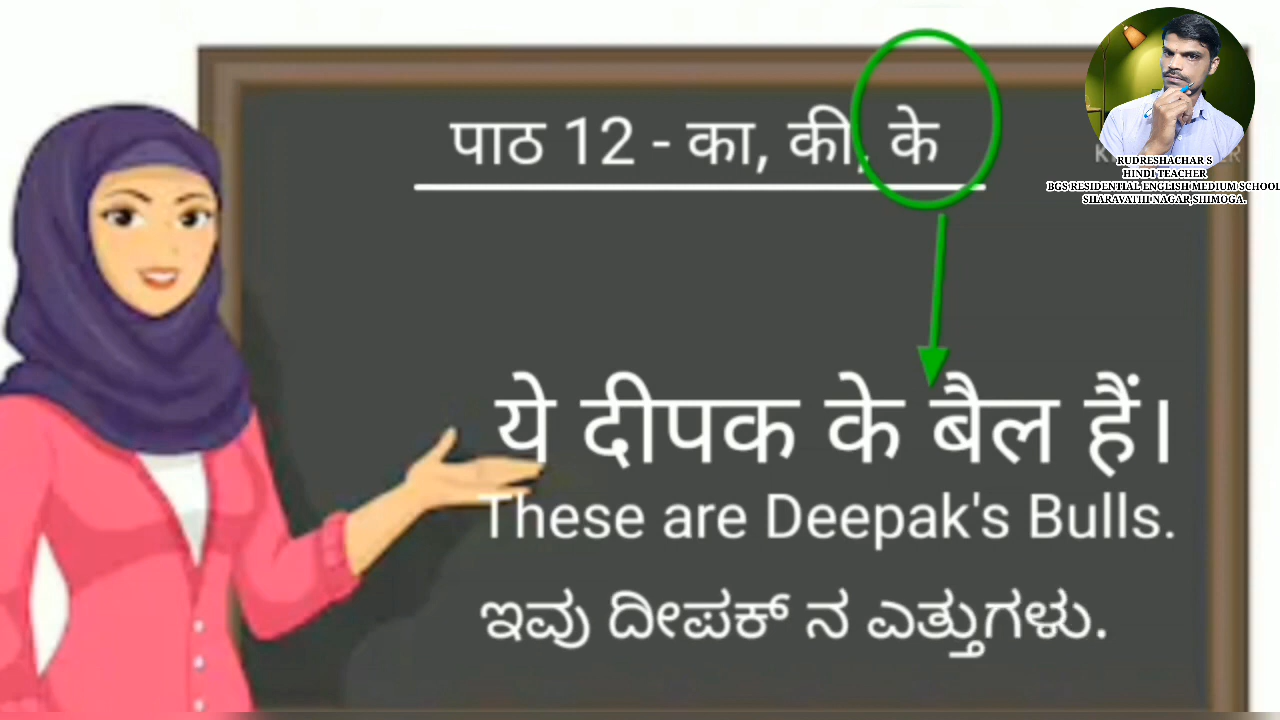 पाठ 12 - का, की, के
RUDRESHACHAR S
HINDI TEACHER
BGS RESIDENTIAL ENGLISH MEDIUM SCHOOL
SHARAVATHI NAGAR, SHIMOGA.
ये दीपक के बैल हैं।
These are Deepak's Bulls.
ಇವು ದೀಪಕ್ ನ ಎತ್ತುಗಳು.